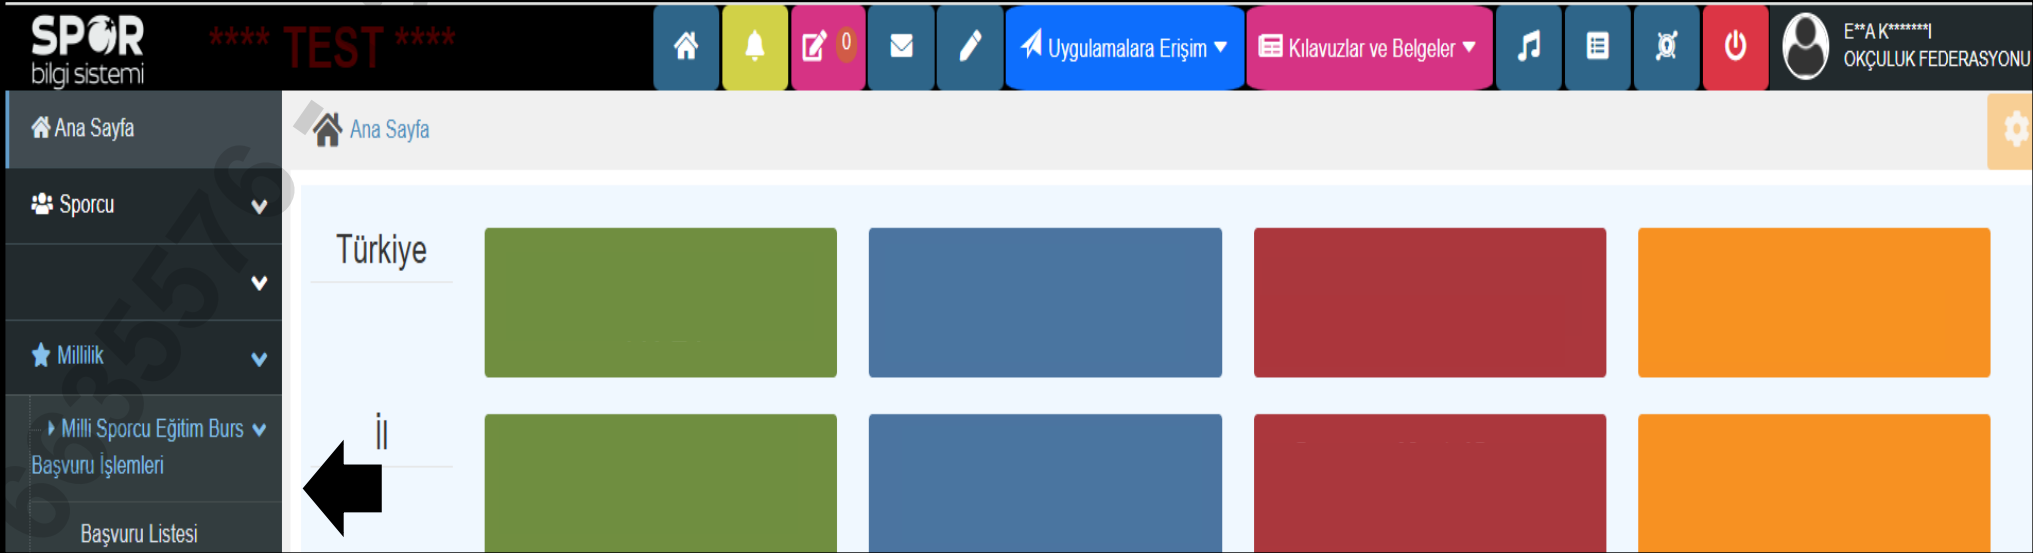 SPOR
bilgi sistemi
**** TEST ****
0
Uygulamalara Erişim
Kılavuzlar ve Belgeler
E**A K*******I
OKÇULUK FEDERASYONU
Ana Sayfa
Ana Sayfa
Sporcu
Türkiye
Millilik
Milli Sporcu Eğitim Burs
Başvuru İşlemleri
İl
Başvuru Listesi